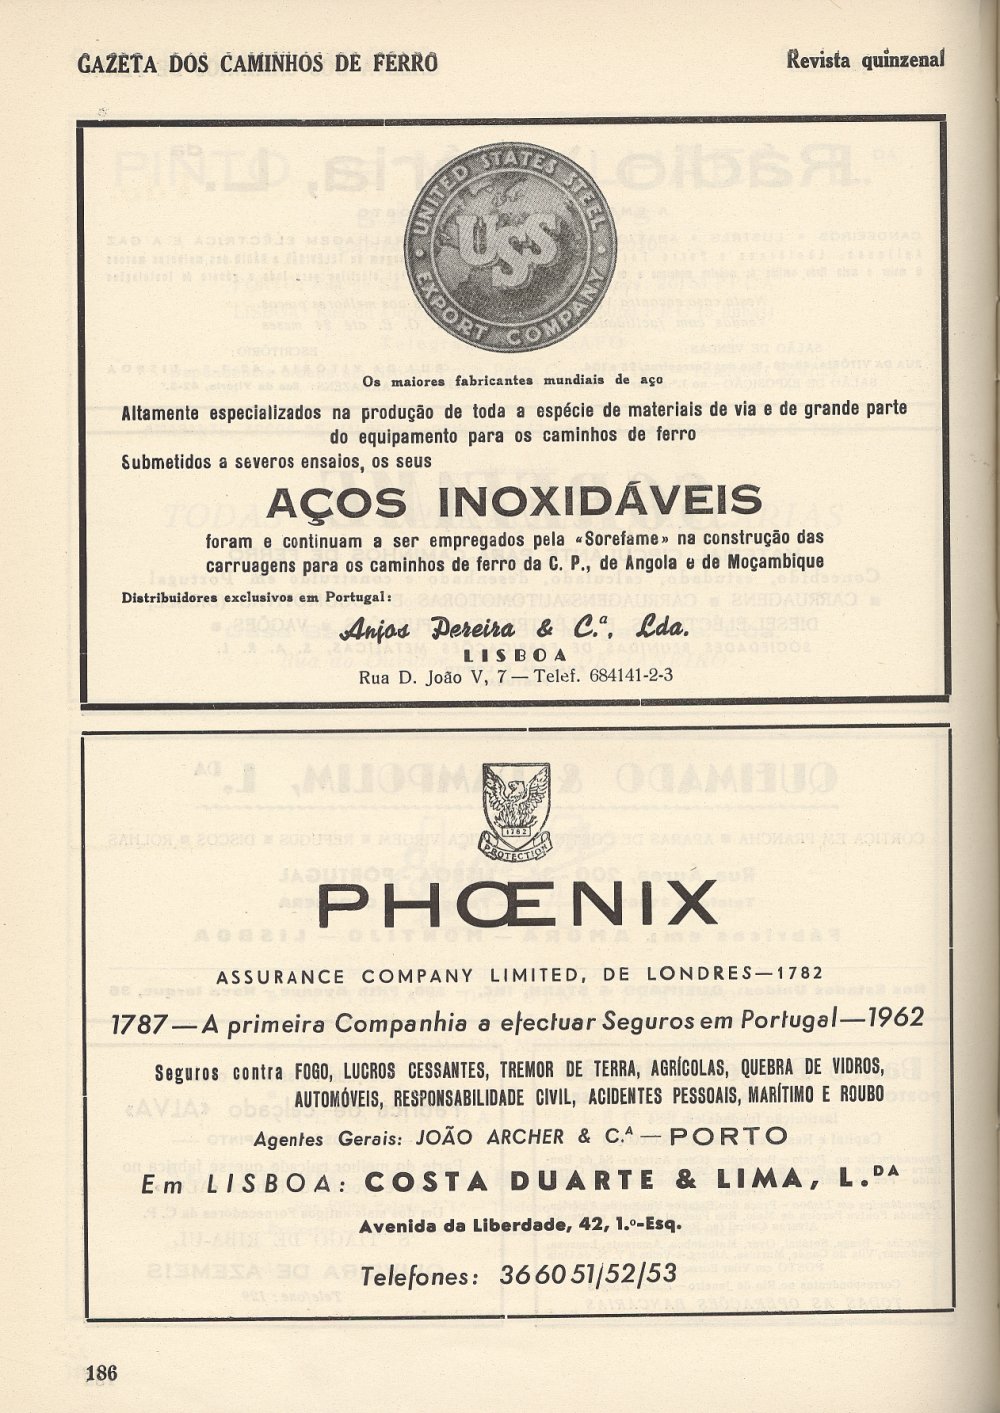 GAZETA DOS CAMINHOS DE FERRO
Revista quinzenal
UNITED STATES STEEL
USS
EXPORT COMPANY
Os maiores fabricantes mundiais de aço
Altamente especializados na produção de toda a espécie de materiais de via e de grande parte
do equipamento para os caminhos de ferro
Submetidos a severos ensaios, os seus
AÇOS INOXIDÁVEIS
foram e continuam a ser empregados pela «Sorefame» na construção das
carruagens para os caminhos de ferro da C. P., de Angola e de Moçambique
Distribuidores exclusivos em Portugal:
Anjos Pereira & C.ª, Lda.
LISBOA
Rua D. João V, 7 — Telef. 684141-2-3
1782
PROTECTION
PHŒNIX
ASSURANCE COMPANY LIMITED, DE LONDRES—1782
1787—A primeira Companhia a efectuar Seguros em Portugal—1962
Seguros contra FOGO, LUCROS CESSANTES, TREMOR DE TERRA, AGRÍCOLAS, QUEBRA DE VIDROS,
AUTOMÓVEIS, RESPONSABILIDADE CIVIL, ACIDENTES PESSOAIS, MARÍTIMO E ROUBO
Agentes Gerais: JOÃO ARCHER & C.ª — PORTO
Em LISBOA: COSTA DUARTE & LIMA, L.DA
Avenida da Liberdade, 42, 1.º-Esq.
Telefones: 366051/52/53
186